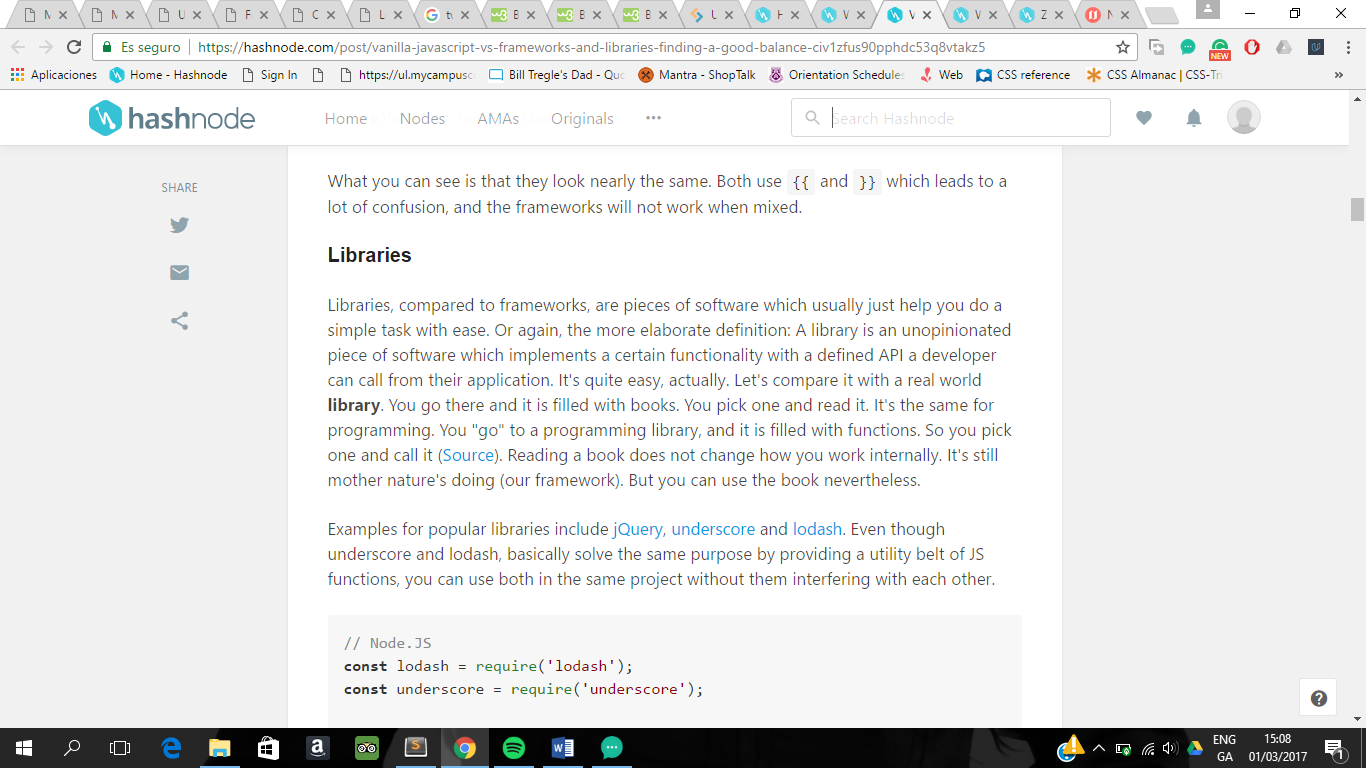 M
M
U
F
C
L
tv
B
B
B
U
H
V
V
V
Z
N
Es seguro
https://hashnode.com/post/vanilla-javascript-vs-frameworks-and-libraries-finding-a-good-balance-civ1zfus90pphdc53q8vtakz5
NEW
Aplicaciones
Home - Hashnode
Sign In
https://ul.mycampusc
Bill Tregle's Dad - Quo
Mantra - ShopTalk
Orientation Schedules
Web
CSS reference
CSS Almanac | CSS-Tri
»
hashnode
Home
Nodes
AMAs
Originals
•••
Search Hashnode
SHARE
What you can see is that they look nearly the same. Both use {{ and }} which leads to a
lot of confusion, and the frameworks will not work when mixed.
Libraries
Libraries, compared to frameworks, are pieces of software which usually just help you do a
simple task with ease. Or again, the more elaborate definition: A library is an unopinionated
piece of software which implements a certain functionality with a defined API a developer
can call from their application. It's quite easy, actually. Let's compare it with a real world
library. You go there and it is filled with books. You pick one and read it. It's the same for
programming. You "go" to a programming library, and it is filled with functions. So you pick
one and call it (Source). Reading a book does not change how you work internally. It's still
mother nature's doing (our framework). But you can use the book nevertheless.
Examples for popular libraries include jQuery, underscore and lodash. Even though
underscore and lodash, basically solve the same purpose by providing a utility belt of JS
functions, you can use both in the same project without them interfering with each other.
// Node.JS
const lodash = require('lodash');
const underscore = require('underscore');
?
ENG
GA
15:08
01/03/2017
1